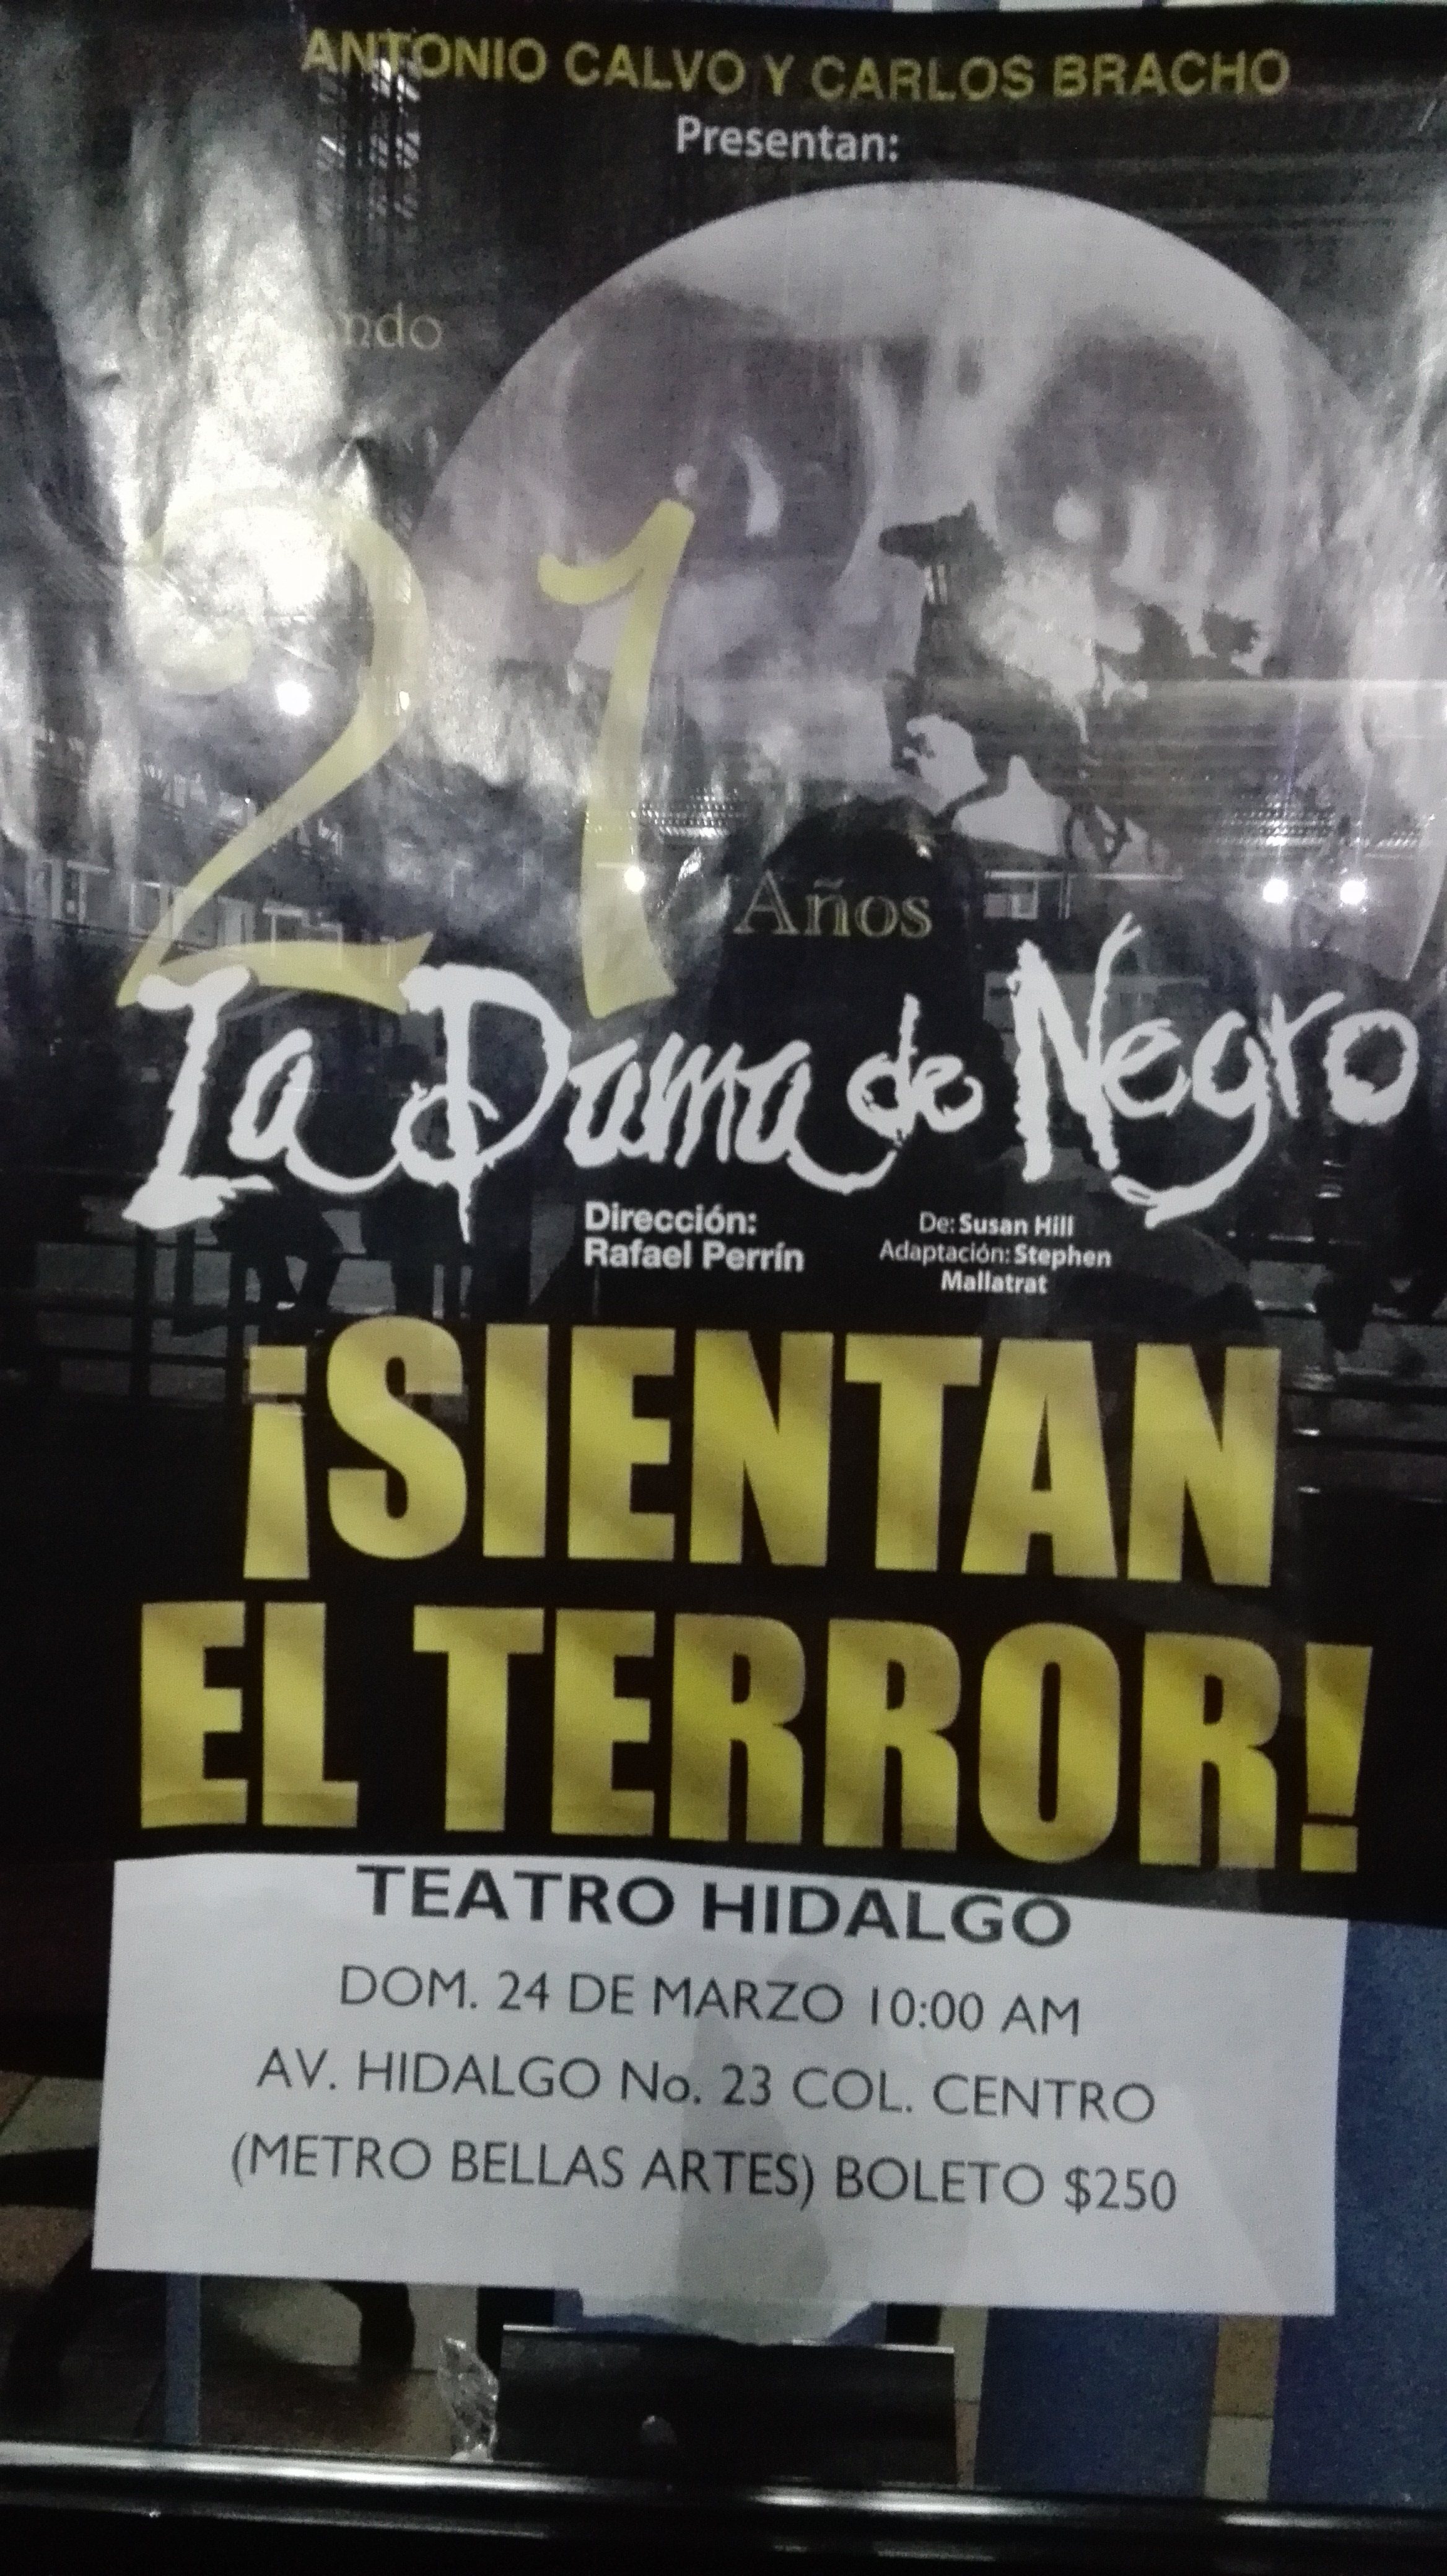 ANTONIO CALVO Y CARLOS BRACHO
Presentan:
21
Años
La Dama de Negro
Dirección:
Rafael Perrín
De: Susan Hill
Adaptación: Stephen
Mallatrat
¡SIENTAN
EL TERROR!
TEATRO HIDALGO
DOM. 24 DE MARZO 10:00 AM
AV. HIDALGO No. 23 COL. CENTRO
(METRO BELLAS ARTES) BOLETO $250